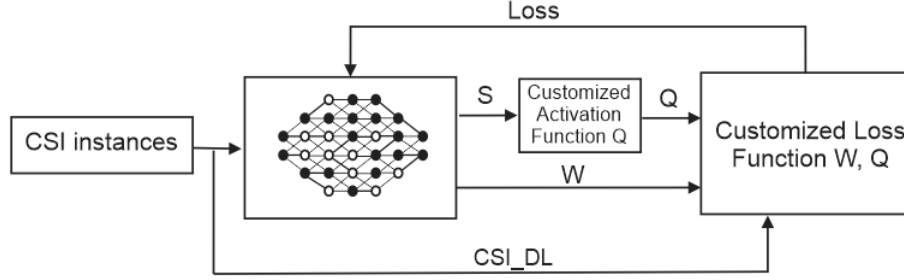 Loss
CSI instances
S
Customized
Activation
Function Q
Q
W
Customized Loss
Function W, Q
CSI_DL